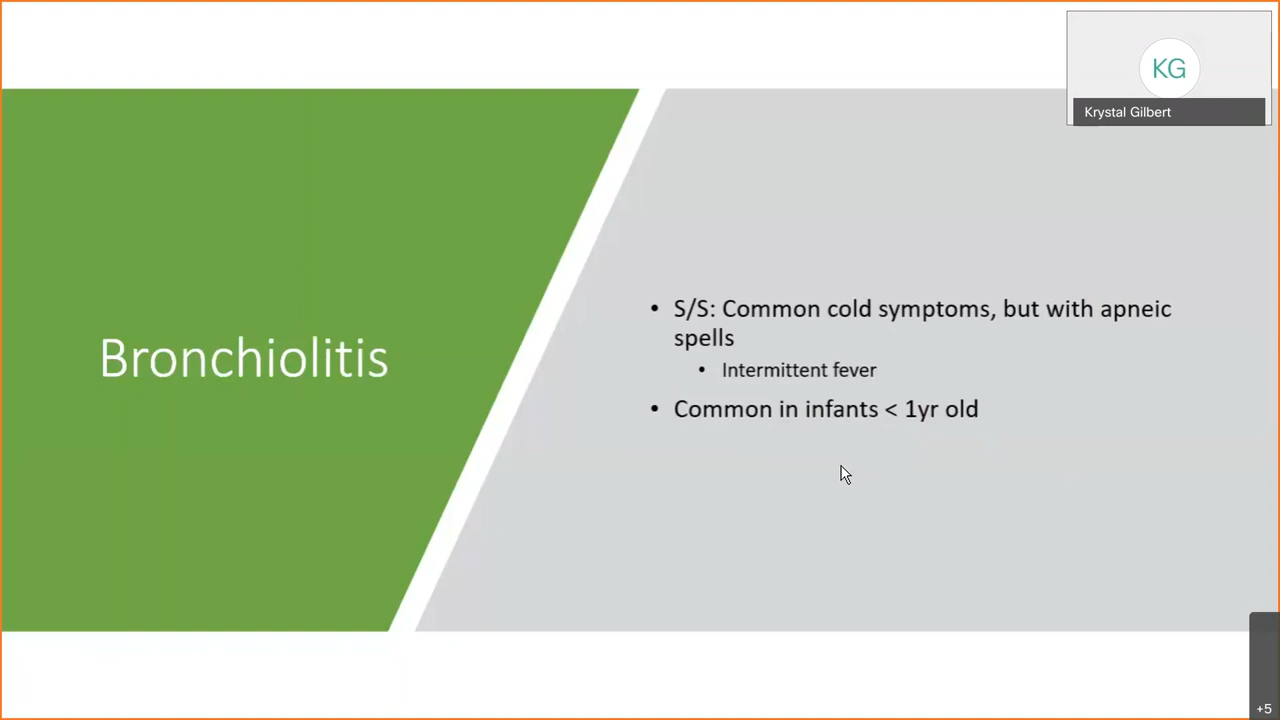 KG
Krystal Gilbert
Bronchiolitis
• S/S: Common cold symptoms, but with apneic
spells
• Intermittent fever
• Common in infants < 1yr old
+5